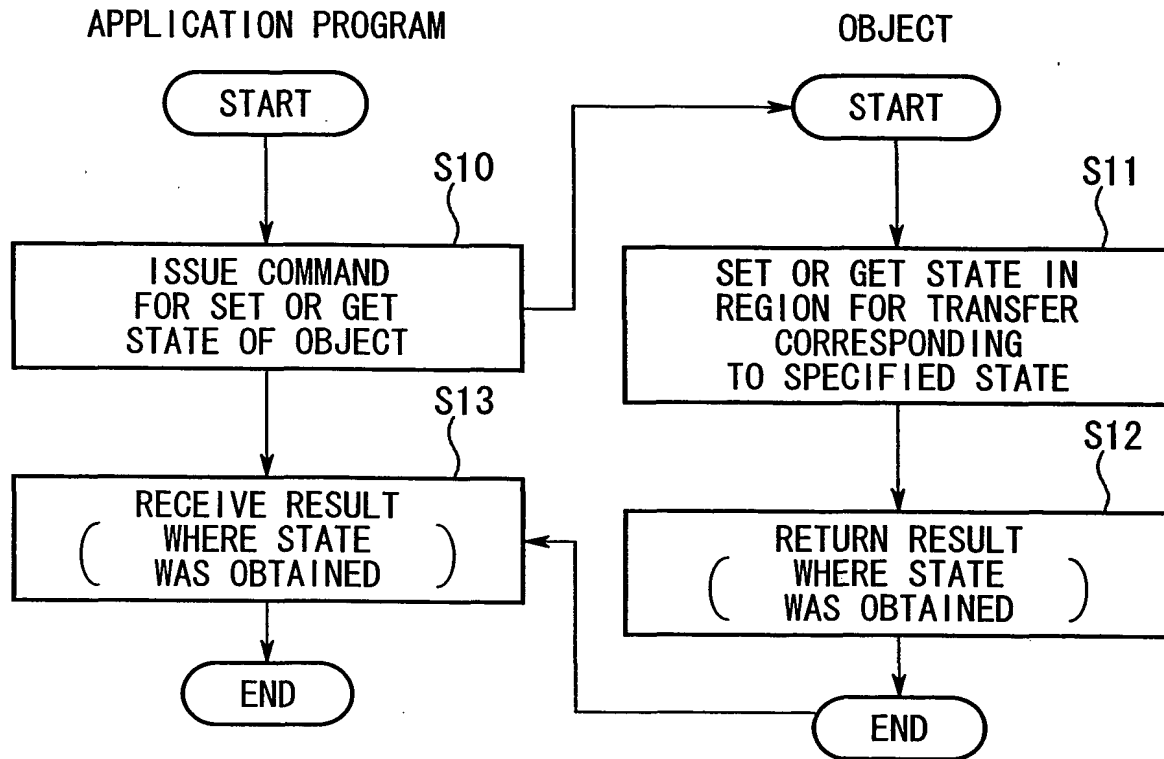 APPLICATION PROGRAM
OBJECT
START
START
S10
S11
ISSUE COMMAND
FOR SET OR GET
STATE OF OBJECT
SET OR GET STATE IN
REGION FOR TRANSFER
CORRESPONDING
TO SPECIFIED STATE
S13
S12
RECEIVE RESULT
( WHERE STATE
WAS OBTAINED )
RETURN RESULT
( WHERE STATE
WAS OBTAINED )
END
END